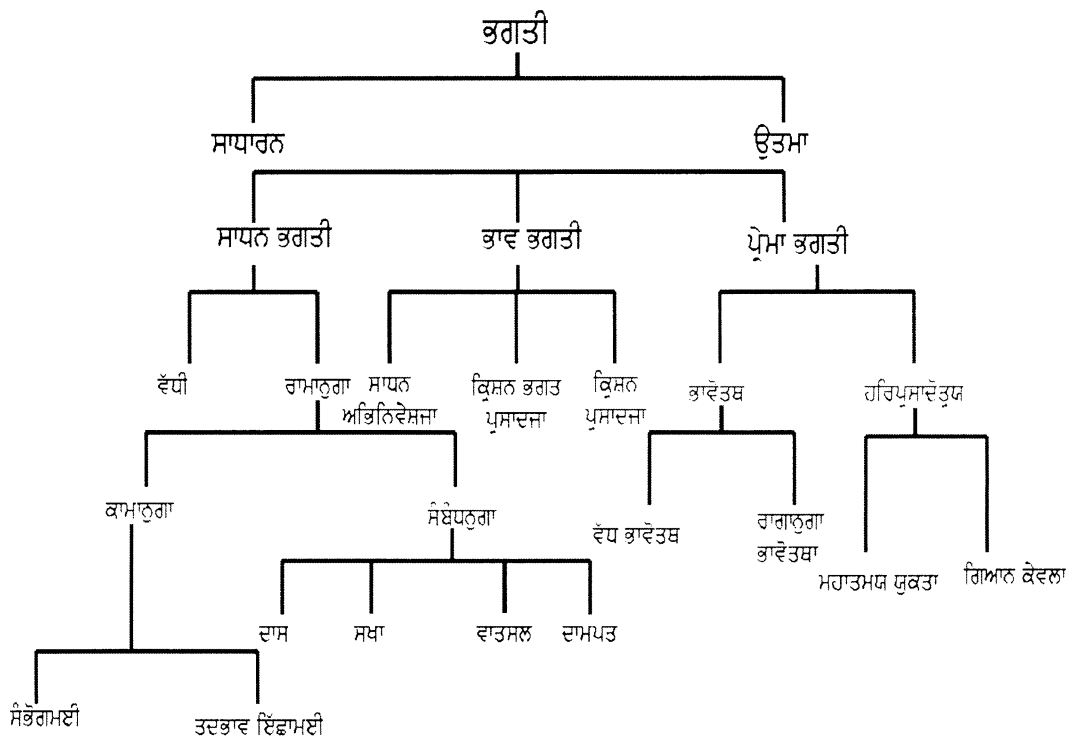 ਭਗਤੀ
ਸਾਧਾਰਨ
ਉਤਮਾ
ਸਾਧਨ ਭਗਤੀ
ਭਾਵ ਭਗਤੀ
ਪ੍ਰੇਮਾ ਭਗਤੀ
ਵੱਧੀ
ਰਾਮਾਨੁਗਾ
ਸਾਧਨ
ਅਭਿਨਿਵੇਸ਼ਜਾ
ਕ੍ਰਿਸ਼ਨ ਭਗਤ
ਪ੍ਰਸਾਦਜਾ
ਕ੍ਰਿਸ਼ਨ
ਪ੍ਰਸਾਦਜਾ
ਭਾਵੋਤਥ
ਹਰਿਪ੍ਰਸਾਦੋਤ੍ਰਯ
ਕਾਮਾਨੁਗਾ
ਸੰਬੰਧਨੁਗਾ
ਵੱਧ ਭਾਵੋਤਥ
ਰਾਗਾਨੁਗਾ
ਭਾਵੋਤਥਾ
ਮਹਾਤਮਯ ਯੁਕਤਾ
ਗਿਆਨ ਕੇਵਲਾ
ਦਾਸ
ਸਖਾ
ਵਾਤਸਲ
ਦਾਮਪਤ
ਸੰਭੋਗਮਈ
ਤਦਭਾਵ ਇੱਛਾਮਈ